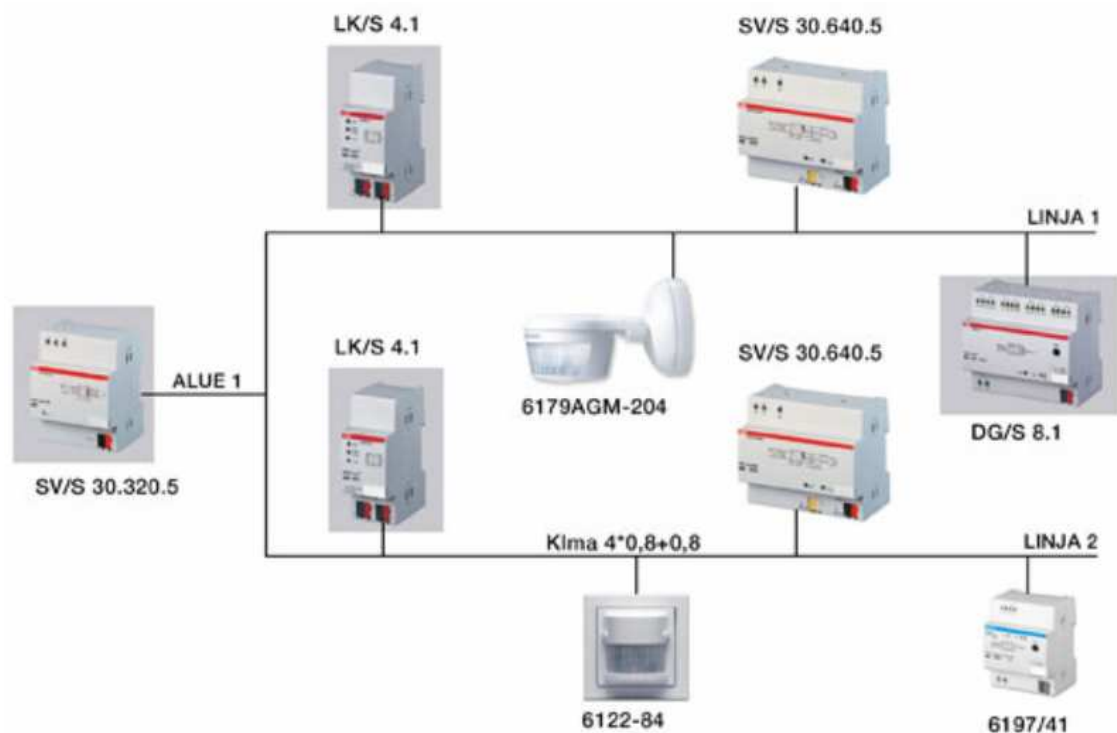 LK/S 4.1
SV/S 30.640.5
LINJA 1
LK/S 4.1
SV/S 30.640.5
6179AGM-204
DG/S 8.1
ALUE 1
SV/S 30.320.5
Klma 4*0,8+0,8
LINJA 2
6122-84
6197/41